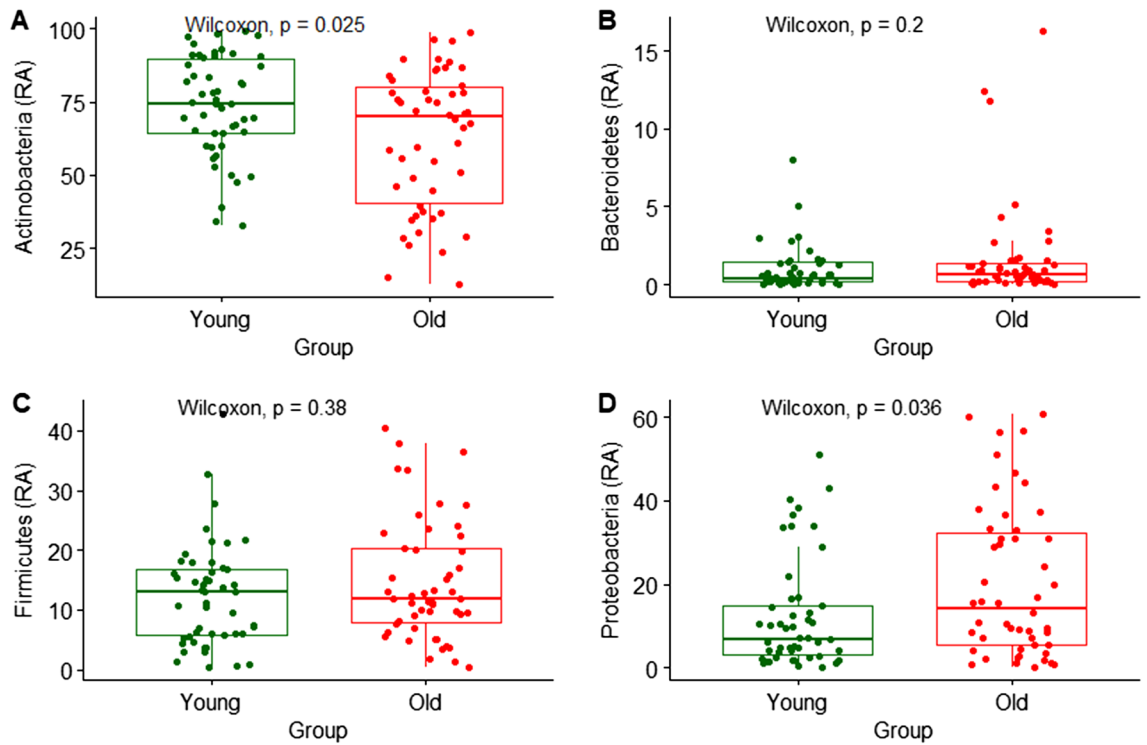 A
Wilcoxon, p = 0.025
Actinobacteria (RA)
100
75
50
25
Young
Old
Group
B
Wilcoxon, p = 0.2
Bacteroidetes (RA)
15
10
5
0
Young
Old
Group
C
Wilcoxon, p = 0.38
Firmicutes (RA)
40
30
20
10
0
Young
Old
Group
D
Wilcoxon, p = 0.036
Proteobacteria (RA)
60
40
20
0
Young
Old
Group